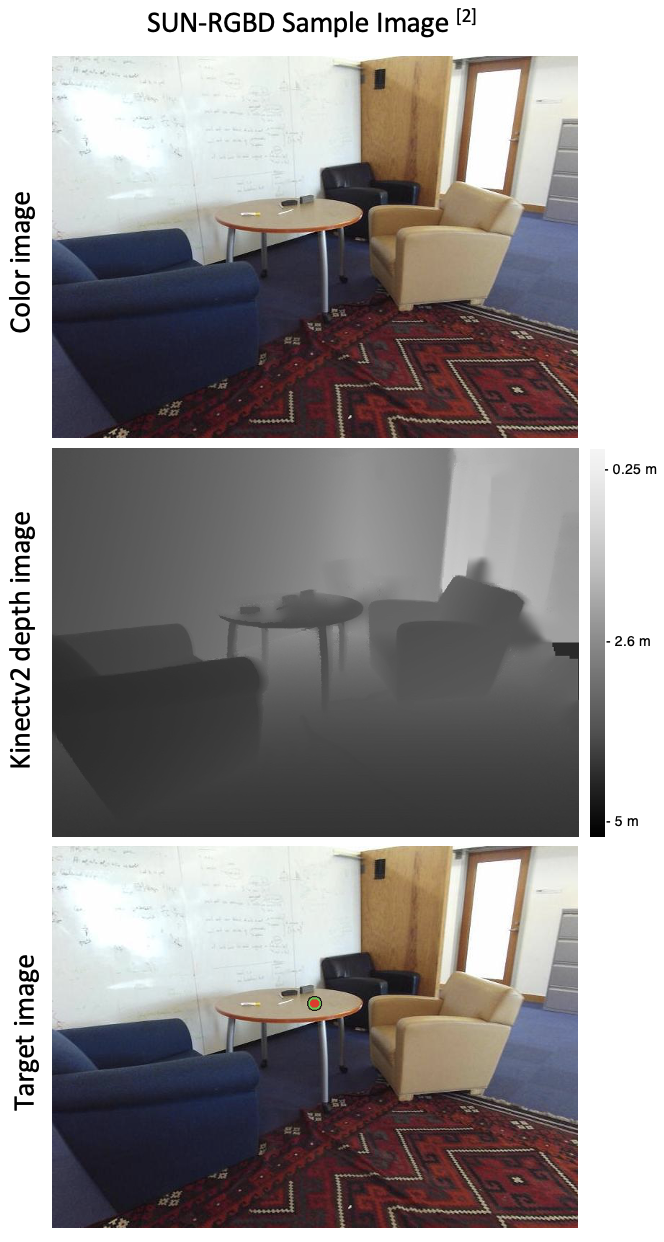 SUN-RGBD Sample Image [2]
Color image
Kinectv2 depth image
- 0.25 m
- 2.6 m
- 5 m
Target image